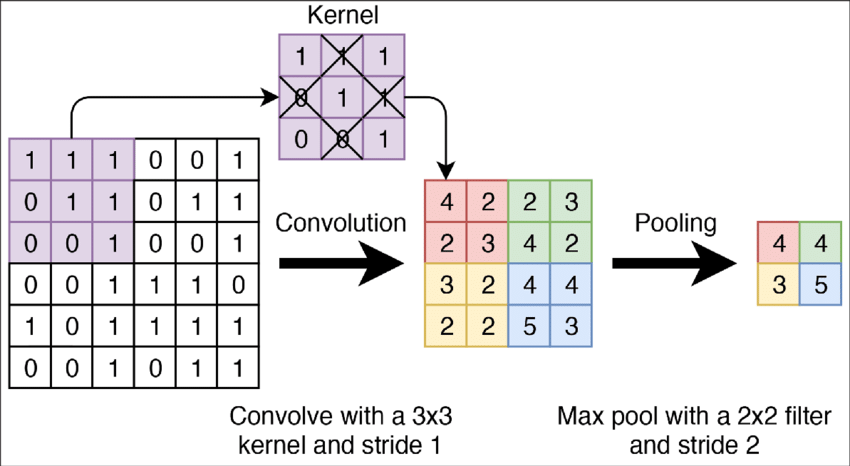 Kernel
1 1 1
0 1 1
0 0 1
1 1 1 0 0 1
0 1 1 0 1 1
0 0 1 0 0 1
0 0 1 1 1 0
1 0 1 1 1 1
0 0 1 0 1 1
Convolution
4 2 2 3
2 3 4 2
3 2 4 4
2 2 5 3
Pooling
4 4
3 5
Convolve with a 3x3
kernel and stride 1
Max pool with a 2x2 filter
and stride 2